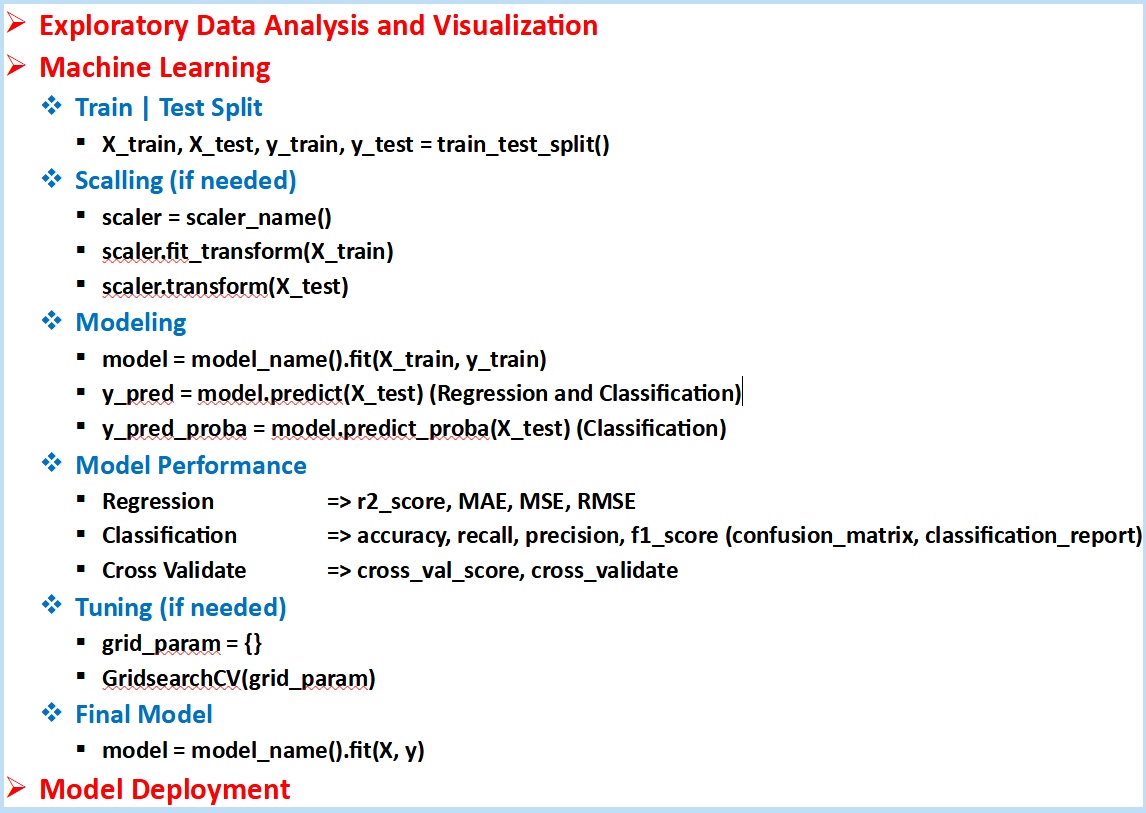 Exploratory Data Analysis and Visualization
Machine Learning
Train | Test Split
X_train, X_test, y_train, y_test = train_test_split()
Scalling (if needed)
scaler = scaler_name()
scaler.fit_transform(X_train)
scaler.transform(X_test)
Modeling
model = model_name().fit(X_train, y_train)
y_pred = model.predict(X_test) (Regression and Classification)
y_pred_proba = model.predict_proba(X_test) (Classification)
Model Performance
Regression => r2_score, MAE, MSE, RMSE
Classification => accuracy, recall, precision, f1_score (confusion_matrix, classification_report)
Cross Validate => cross_val_score, cross_validate
Tuning (if needed)
grid_param = {}
GridsearchCV(grid_param)
Final Model
model = model_name().fit(X, y)
Model Deployment